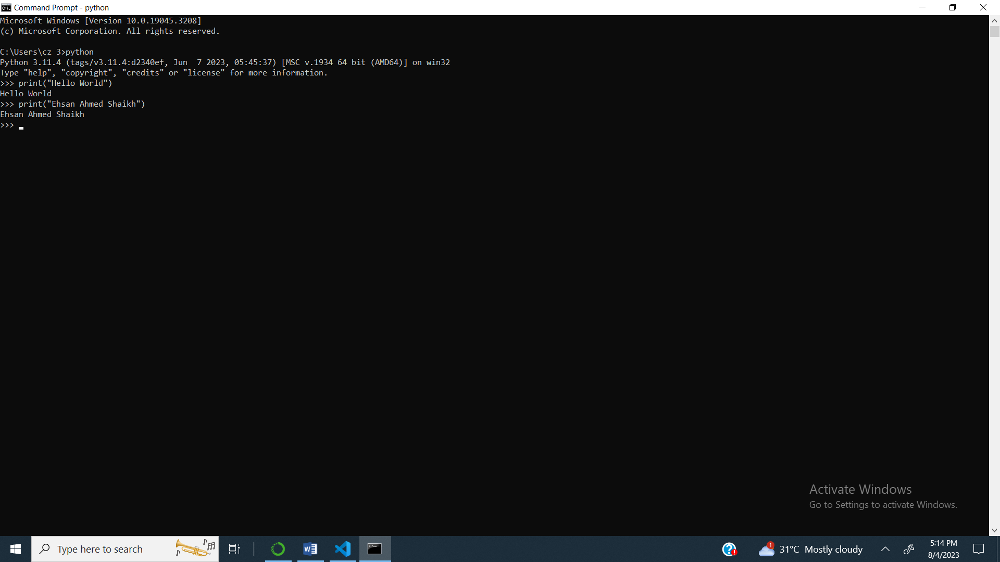 Command Prompt - python
Microsoft Windows [Version 10.0.19045.3208]
(c) Microsoft Corporation. All rights reserved.
C:\Users\cz 3>python
Python 3.11.4 (tags/v3.11.4:d2340ef, Jun  7 2023, 05:45:37) [MSC v.1934 64 bit (AMD64)] on win32
Type "help", "copyright", "credits" or "license" for more information.
>>> print("Hello World")
Hello World
>>> print("Ehsan Ahmed Shaikh")
Ehsan Ahmed Shaikh
>>>
Activate Windows
Go to Settings to activate Windows.
Type here to search
1
31°C Mostly cloudy
5:14 PM
8/4/2023